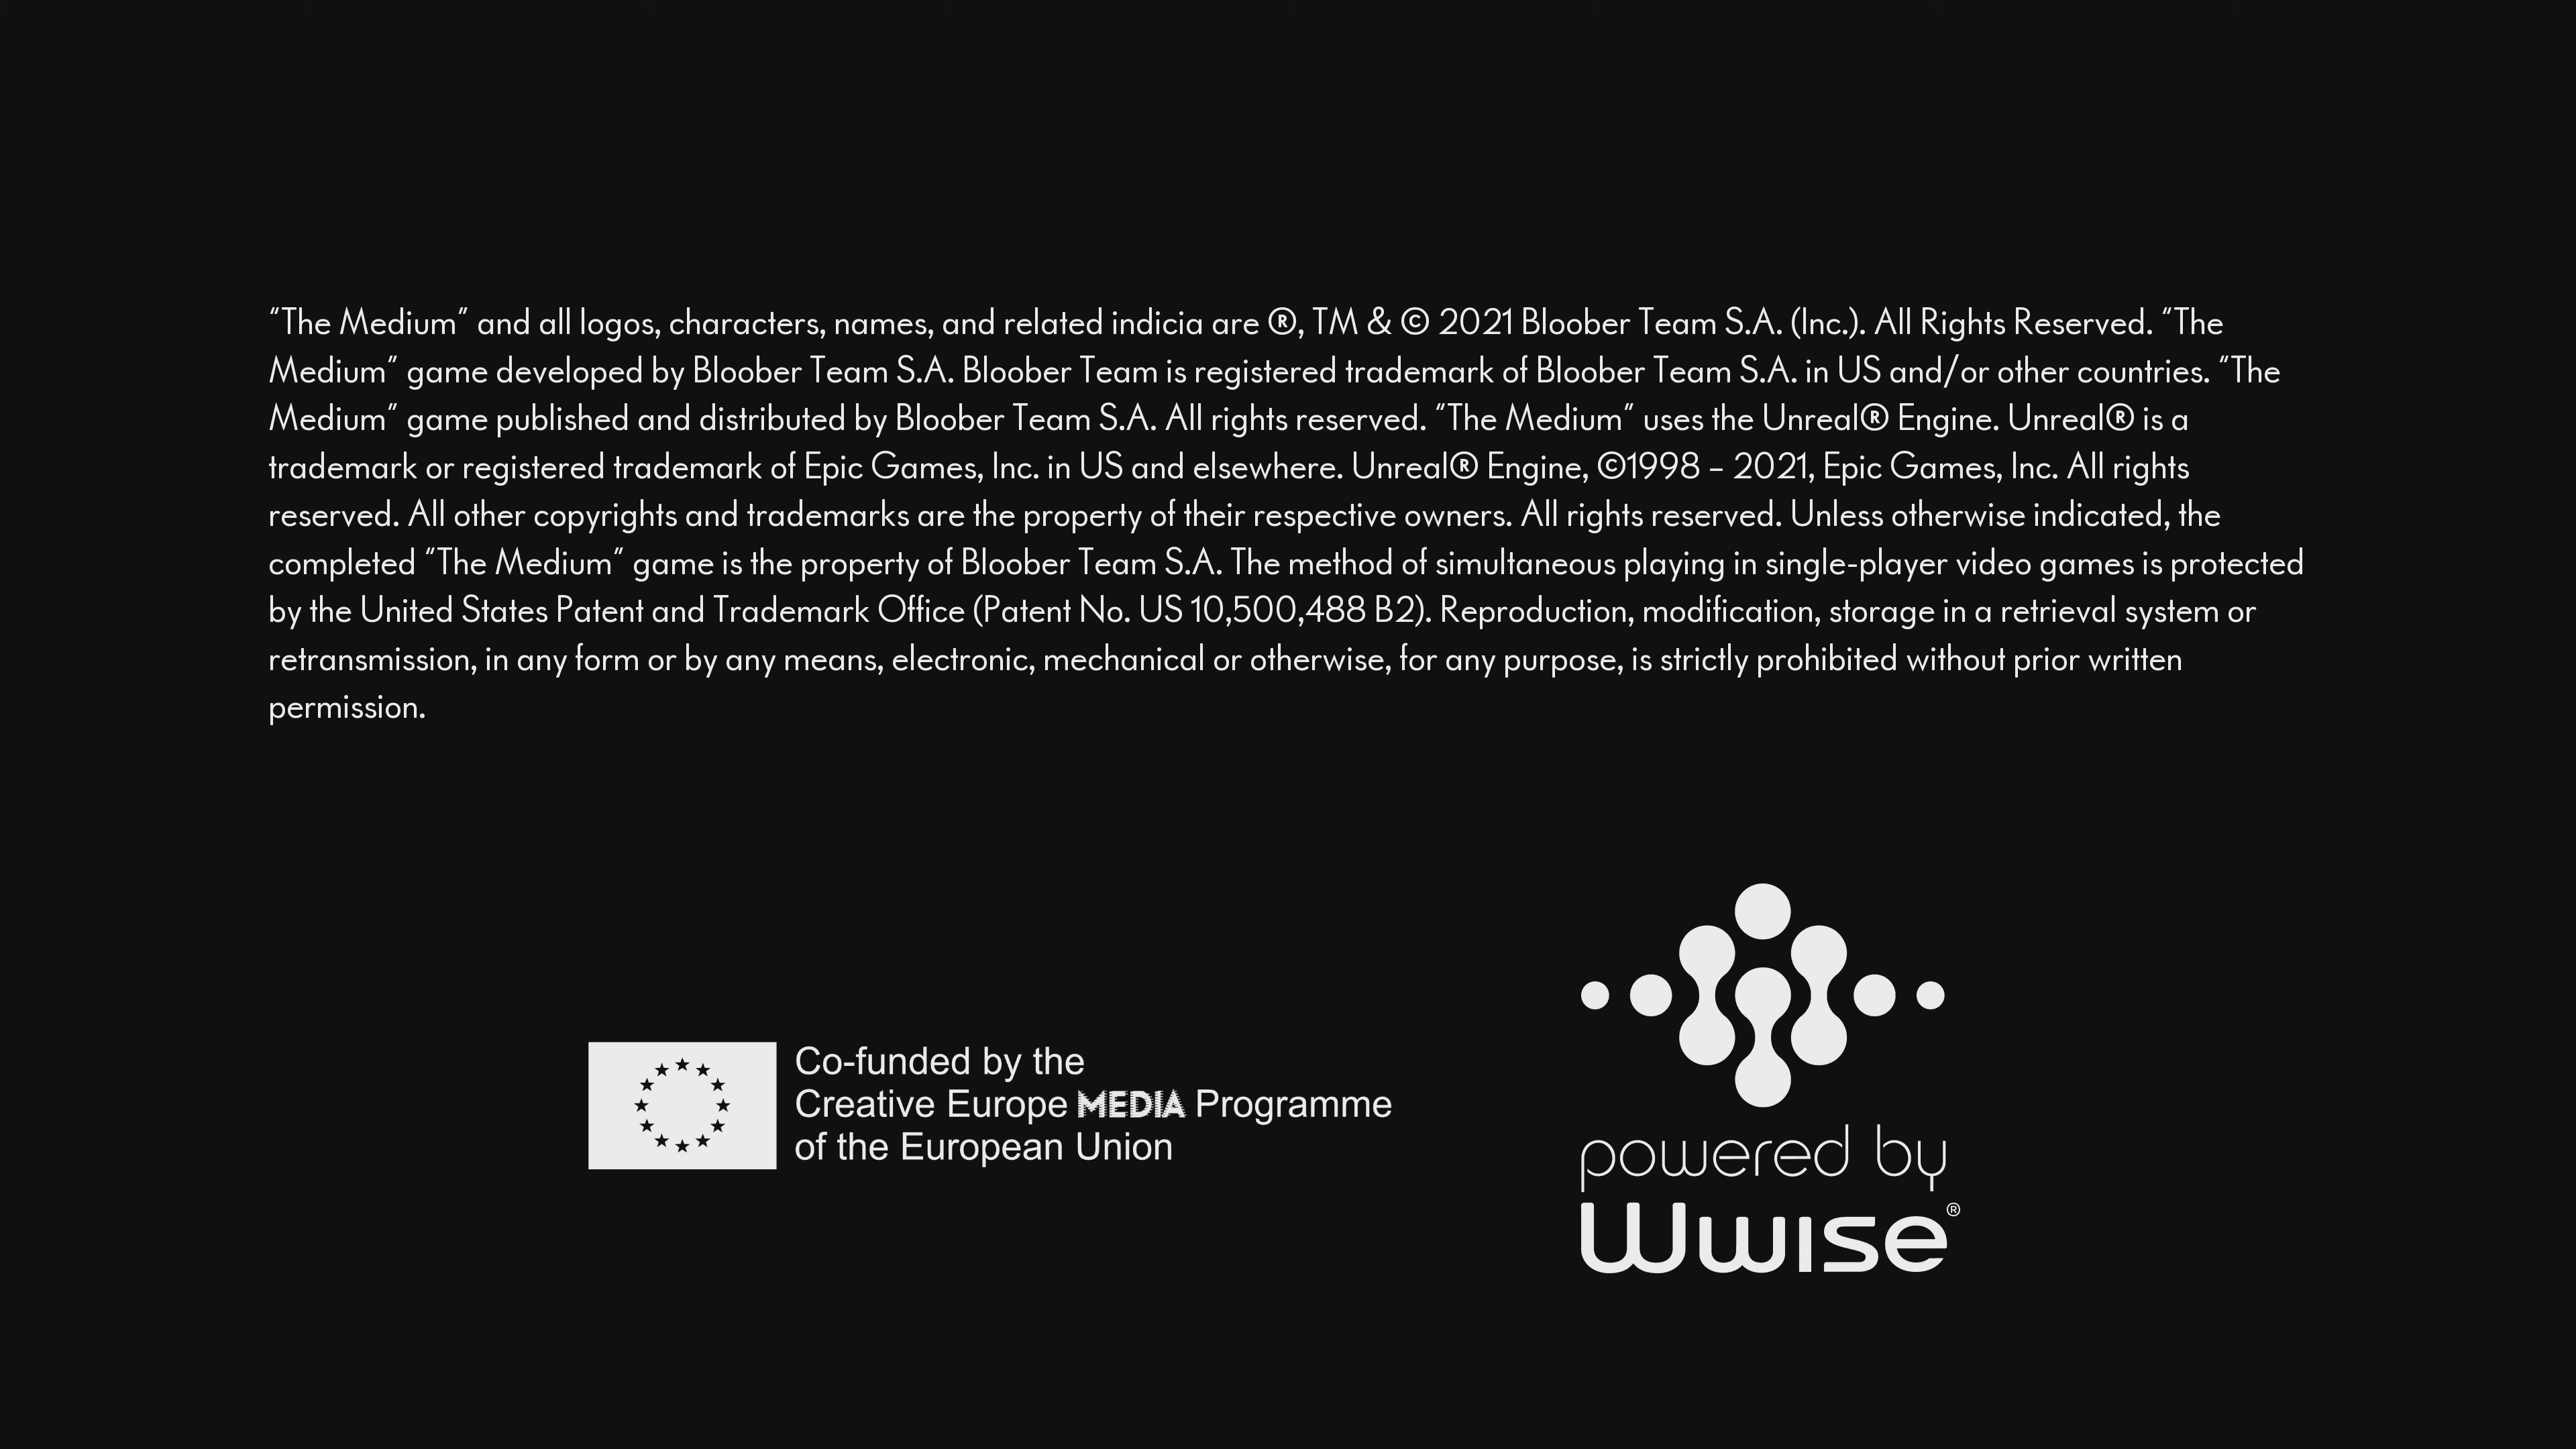 “The Medium” and all logos, characters, names, and related indicia are ®, TM & © 2021 Bloober Team S.A. (Inc.). All Rights Reserved. “The
Medium” game developed by Bloober Team S.A. Bloober Team is registered trademark of Bloober Team S.A. in US and/or other countries. “The
Medium” game published and distributed by Bloober Team S.A. All rights reserved. “The Medium” uses the Unreal® Engine. Unreal® is a
trademark or registered trademark of Epic Games, Inc. in US and elsewhere. Unreal® Engine, ©1998 – 2021, Epic Games, Inc. All rights
reserved. All other copyrights and trademarks are the property of their respective owners. All rights reserved. Unless otherwise indicated, the
completed “The Medium” game is the property of Bloober Team S.A. The method of simultaneous playing in single-player video games is protected
by the United States Patent and Trademark Office (Patent No. US 10,500,488 B2). Reproduction, modification, storage in a retrieval system or
retransmission, in any form or by any means, electronic, mechanical or otherwise, for any purpose, is strictly prohibited without prior written
permission.
Co-funded by the
Creative Europe MEDIA Programme
of the European Union
powered by
Wwise®